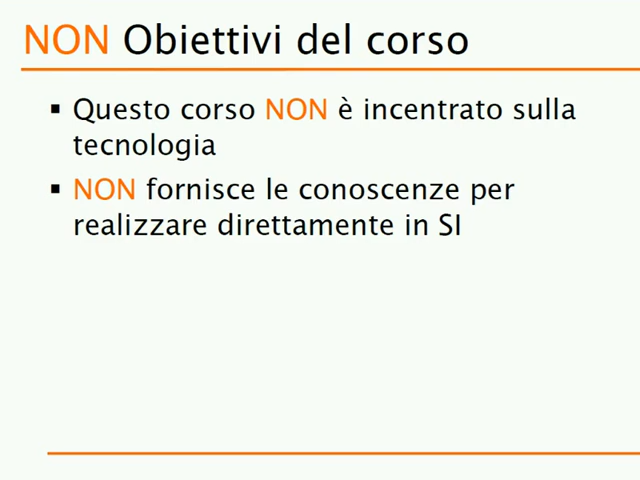 NON Obiettivi del corso
▪ Questo corso NON è incentrato sulla
tecnologia
▪ NON fornisce le conoscenze per
realizzare direttamente in SI